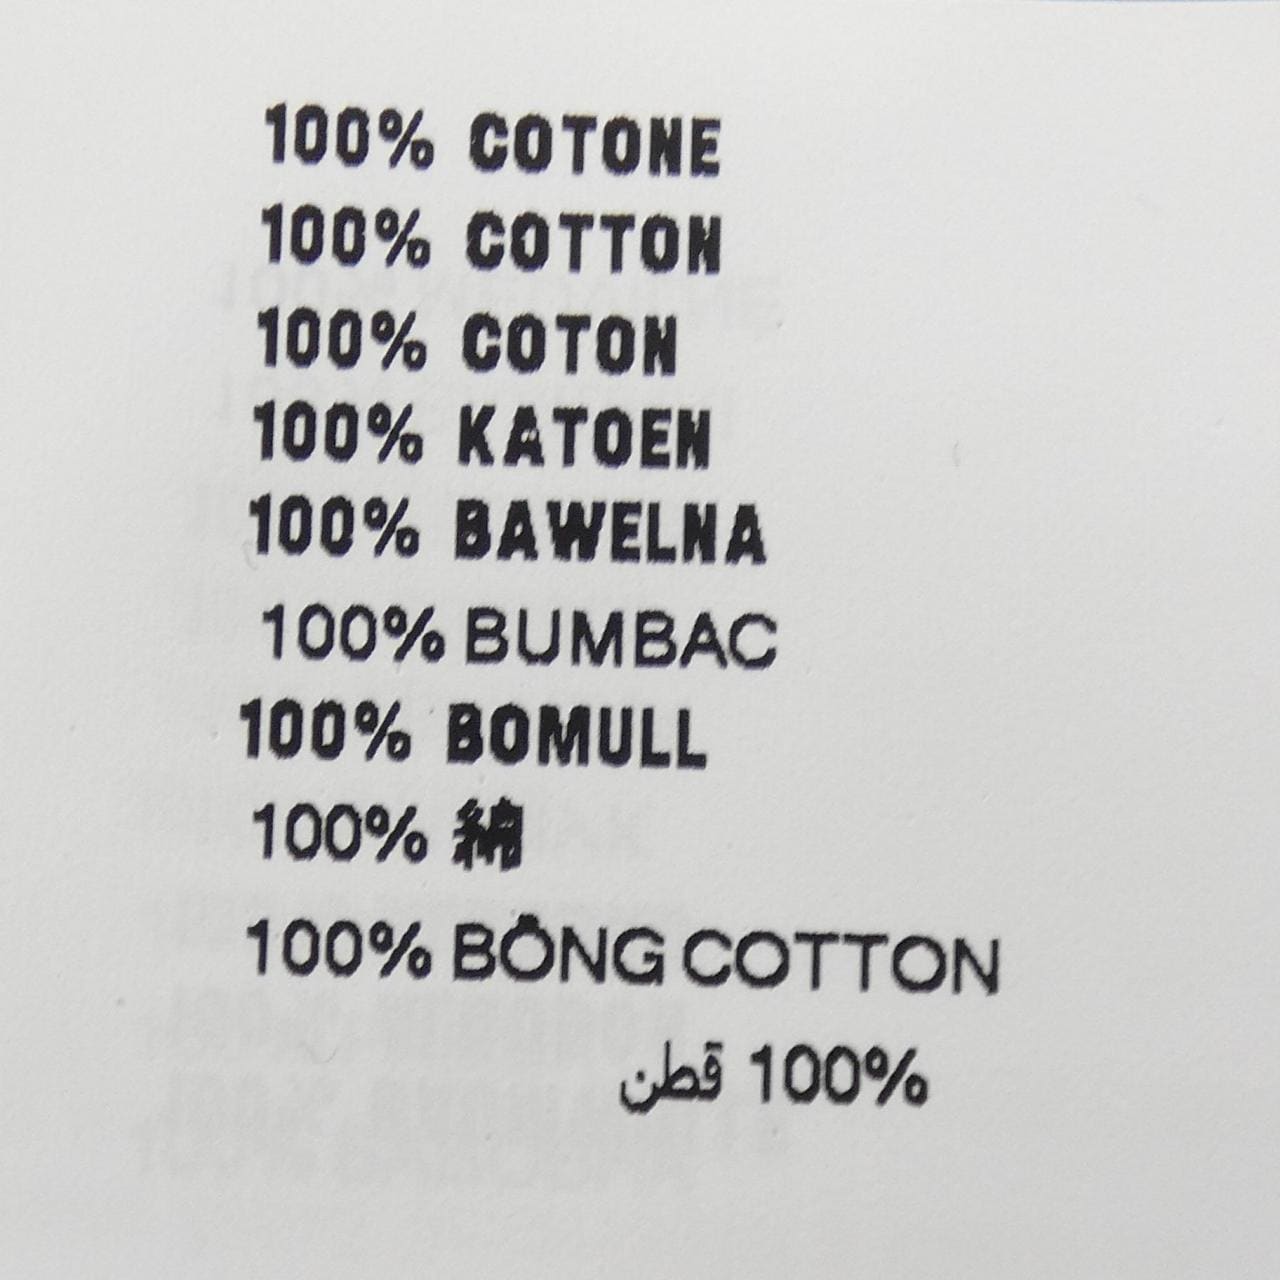 100% COTONE
100% COTTON
100% COTON
100% KATOEN
100% BAWELNA
100% BUMBAC
100% BOMULL
100% 綿
100% BÔNG COTTON
100% قطن